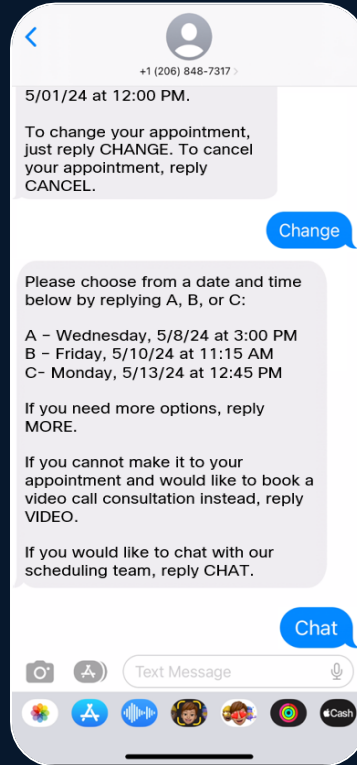 +1 (206) 848-7317 >
5/01/24 at 12:00 PM.
To change your appointment,
just reply CHANGE. To cancel
your appointment, reply
CANCEL.
Change
Please choose from a date and time
below by replying A, B, or C:
A – Wednesday, 5/8/24 at 3:00 PM
B – Friday, 5/10/24 at 11:15 AM
C- Monday, 5/13/24 at 12:45 PM
If you need more options, reply
MORE.
If you cannot make it to your
appointment and would like to book a
video call consultation instead, reply
VIDEO.
If you would like to chat with our
scheduling team, reply CHAT.
Chat
Text Message
Cash